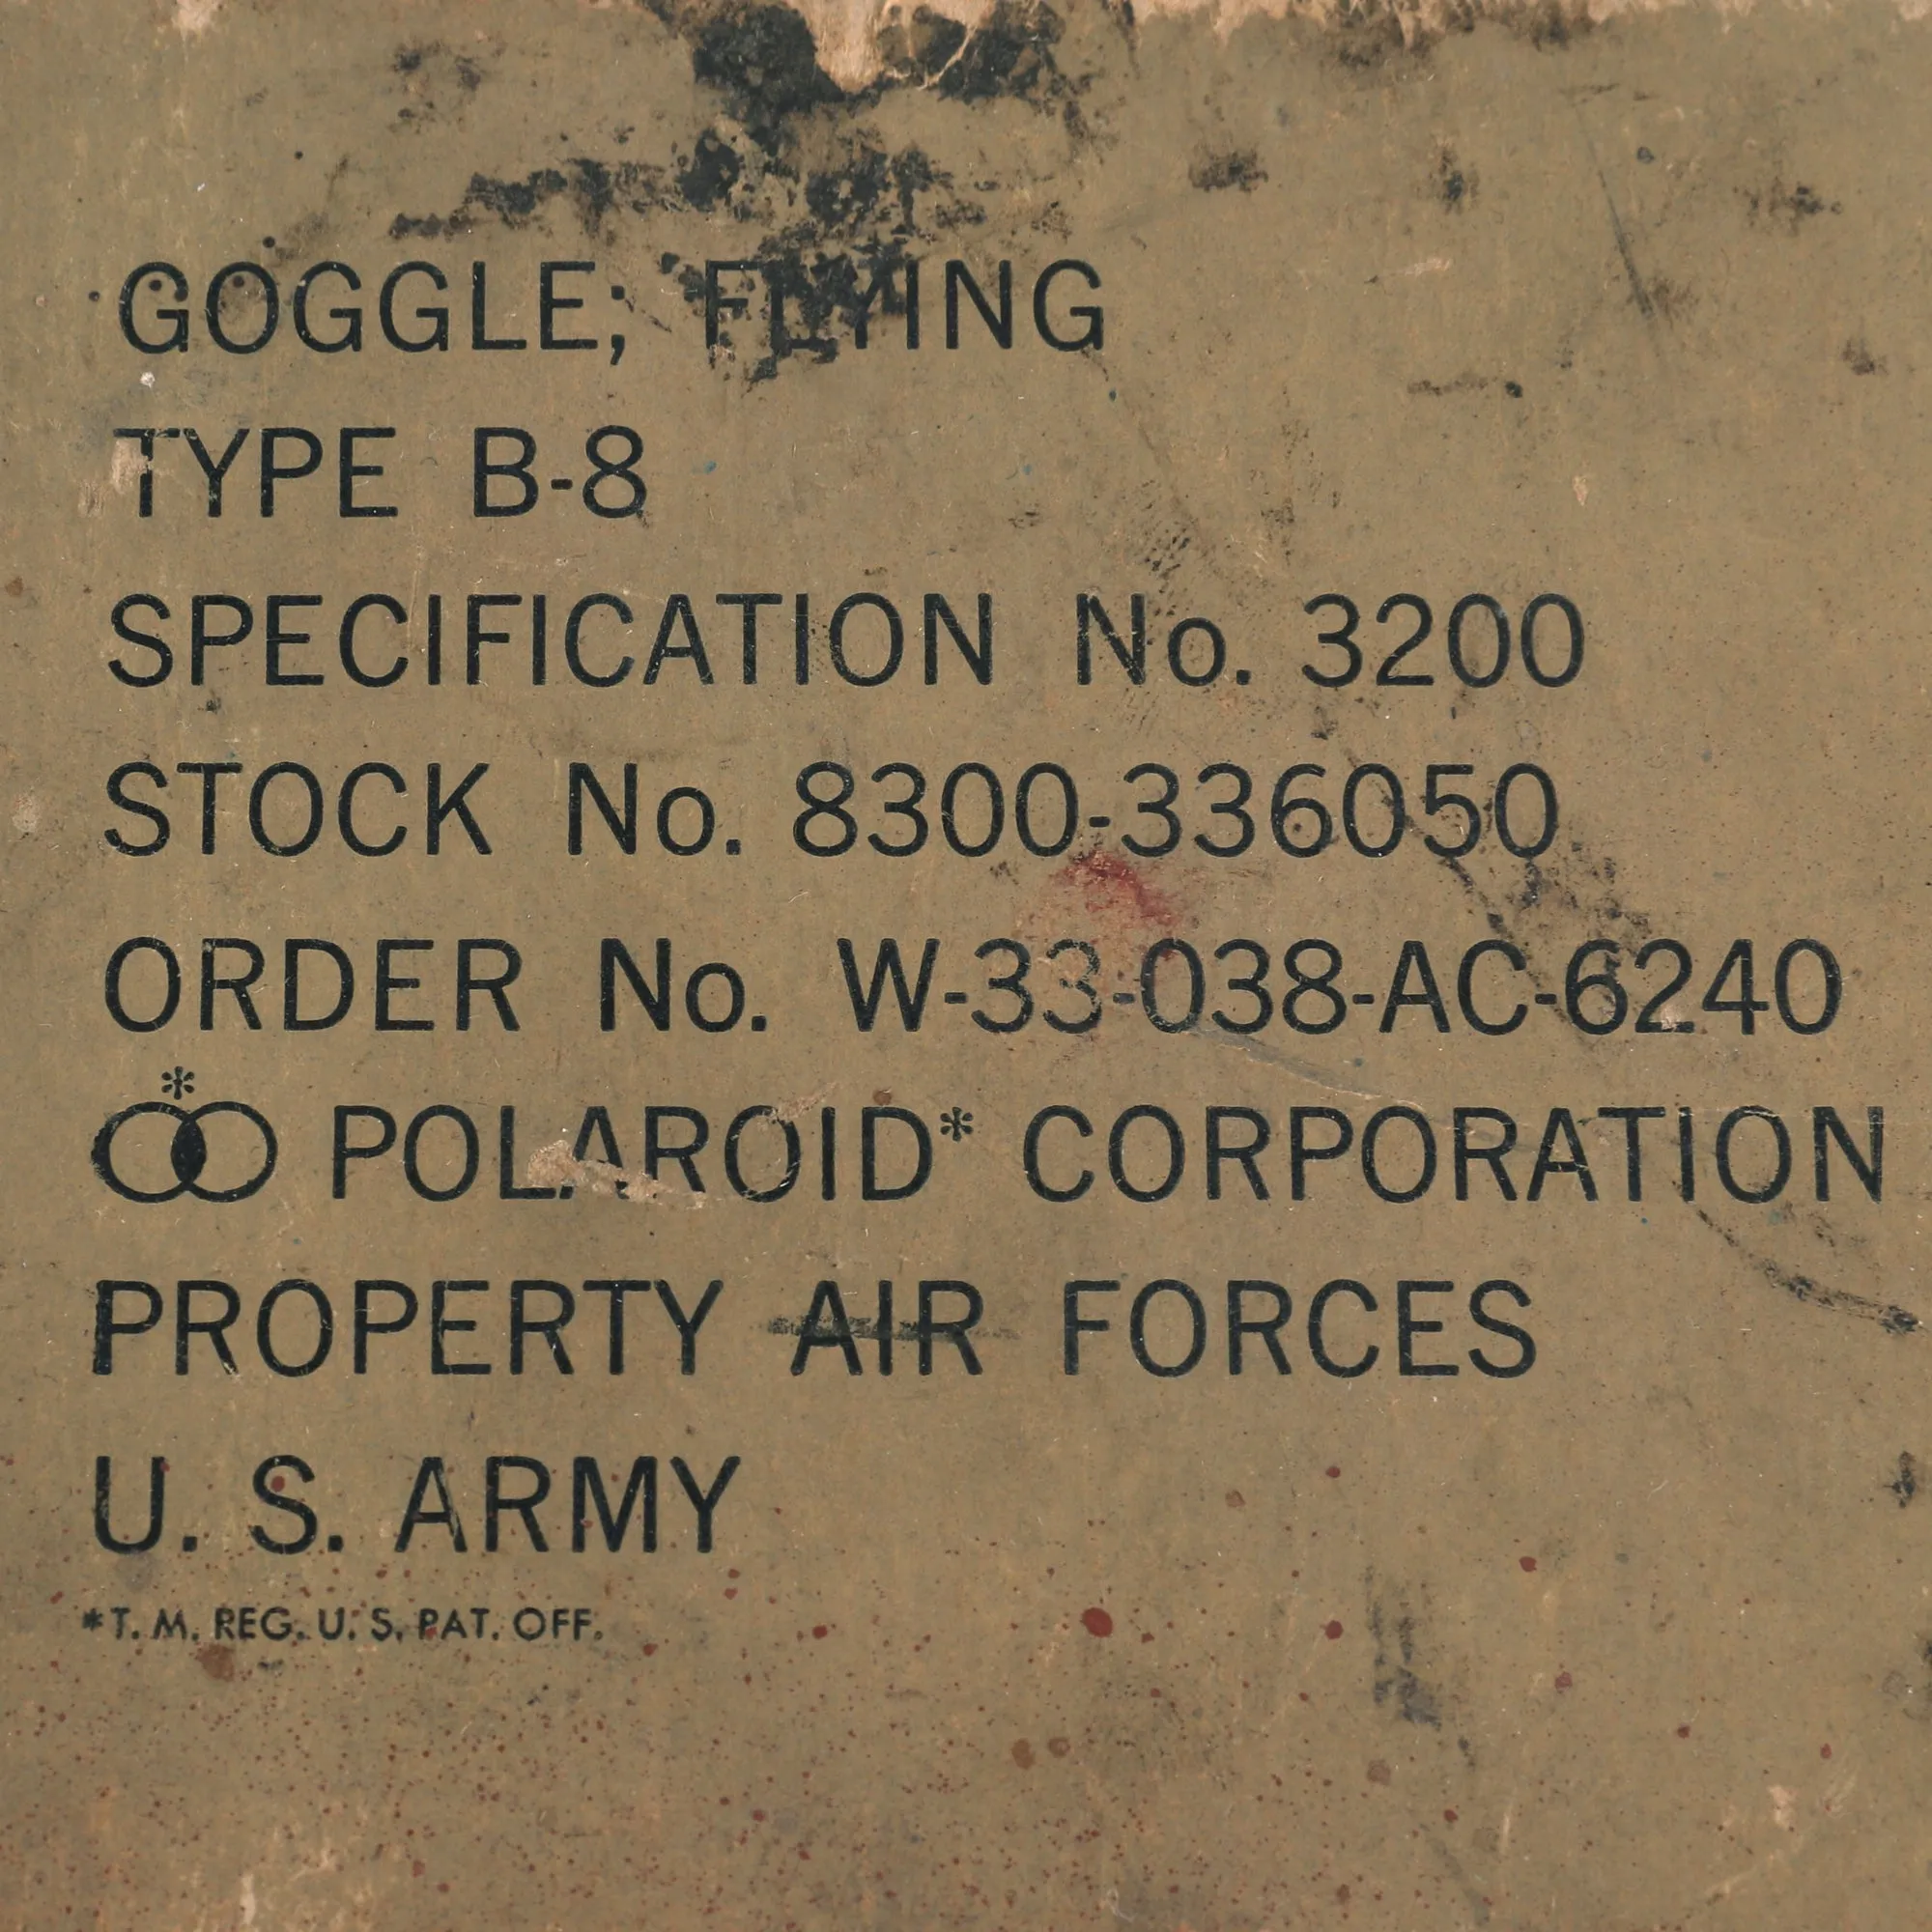 GOGGLE; FLYING
TYPE B-8
SPECIFICATION No. 3200
STOCK No. 8300-336050
ORDER No. W-33-038-AC-6240
* POLAROID* CORPORATION
PROPERTY AIR FORCES
U. S. ARMY
*T. M. REG. U. S. PAT. OFF.